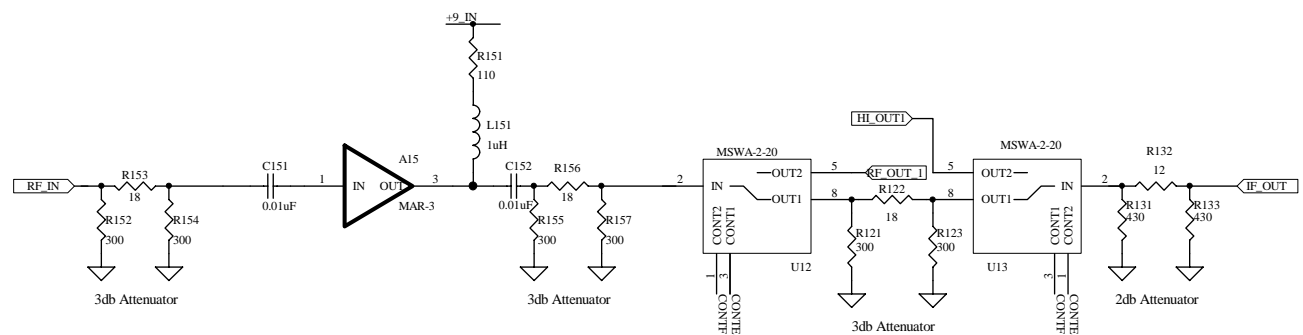 +9_IN
R151
110
L151
1uH
HI_OUT1
A15
MSWA-2-20
MSWA-2-20
R132
C151
C152
R156
R153
RF_IN
18
1
IN
OUT
3
18
2
IN
OUT2
5
RF_OUT_1
5
OUT2
IN
2
12
IF_OUT
0.01uF
MAR-3
0.01uF
OUT1
8
R122
18
8
OUT1
R152
300
R154
300
R155
300
R157
300
CONT2
CONT1
R121
300
R123
300
CONT1
CONT2
R131
430
R133
430
1
3
U12
U13
3
1
3db Attenuator
3db Attenuator
3db Attenuator
2db Attenuator